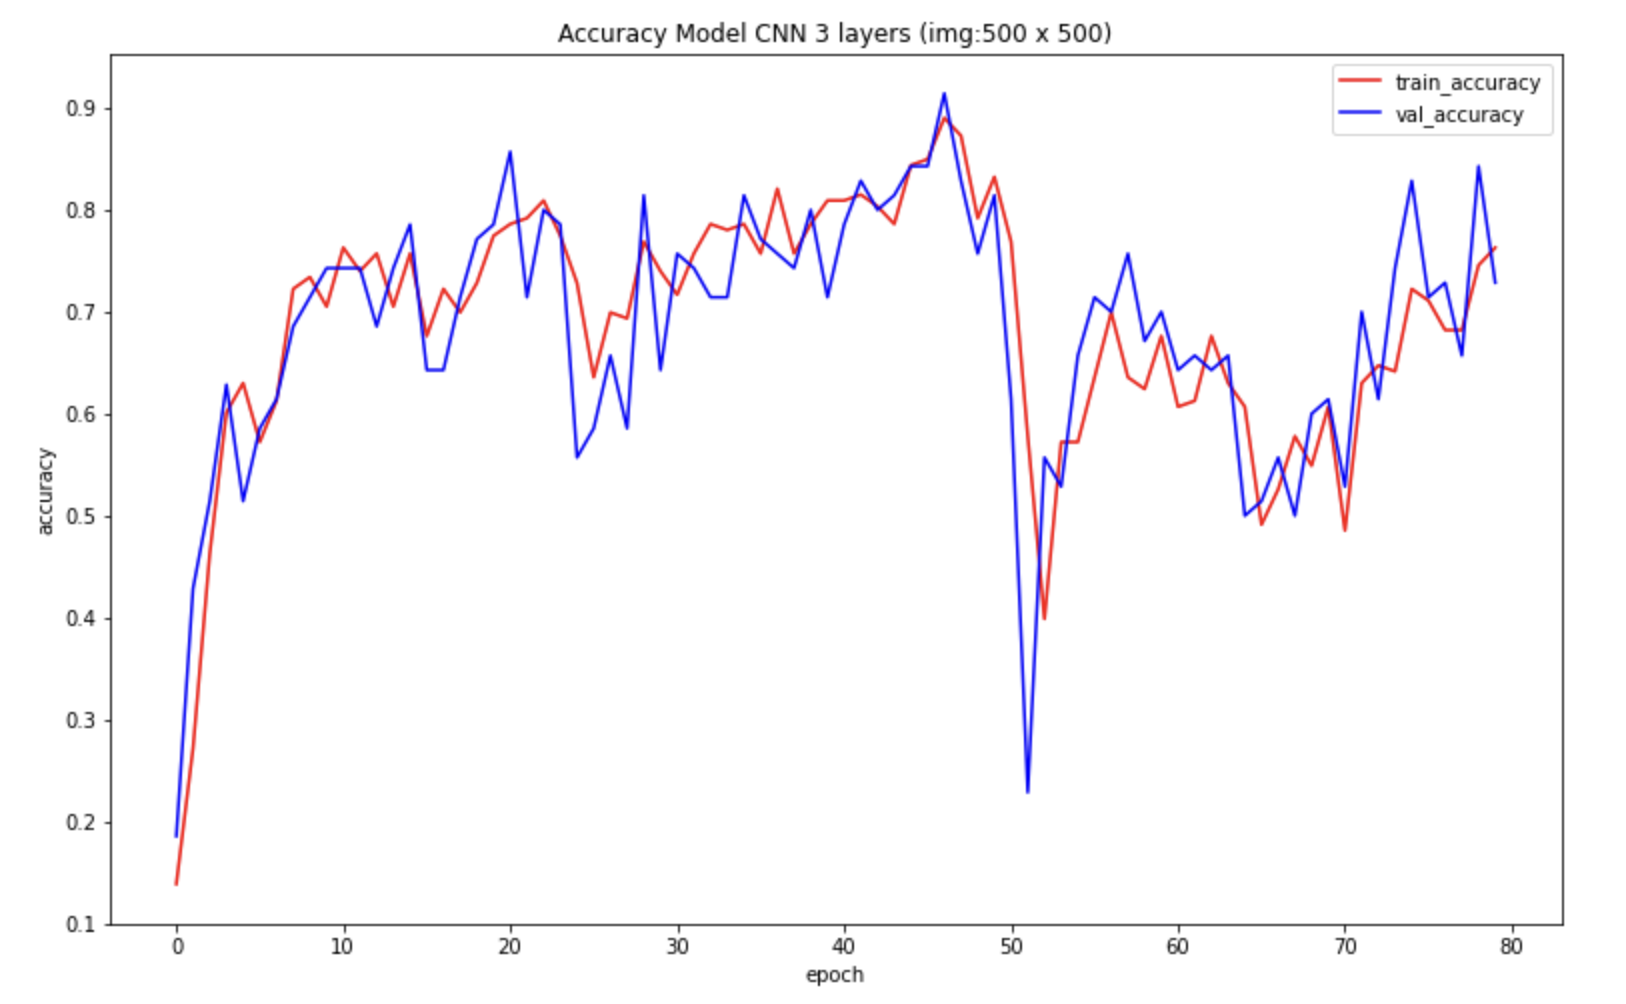 Accuracy Model CNN 3 layers (img:500 x 500)
train_accuracy
val_accuracy
0.9
0.8
0.7
0.6
0.5
0.4
0.3
0.2
0.1
accuracy
0 10 20 30 40 50 60 70 80
epoch